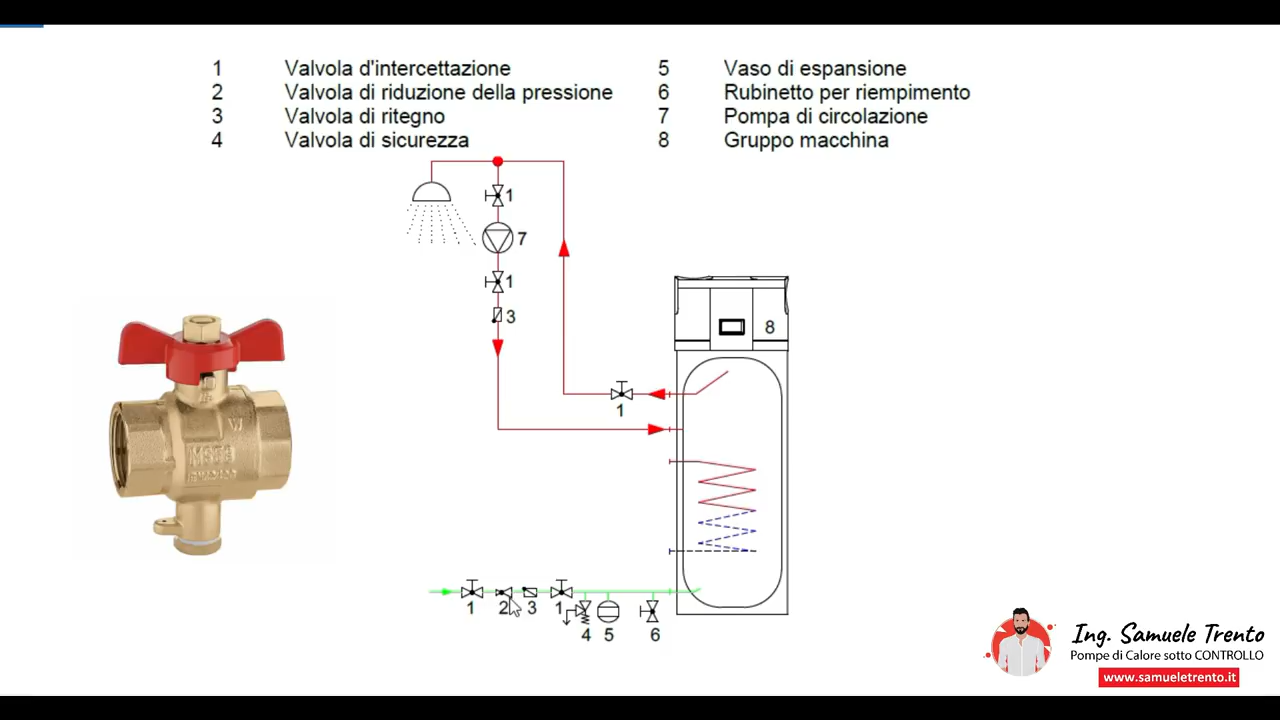 1 Valvola d'intercettazione
2 Valvola di riduzione della pressione
3 Valvola di ritegno
4 Valvola di sicurezza
5 Vaso di espansione
6 Rubinetto per riempimento
7 Pompa di circolazione
8 Gruppo macchina
1
7
1
3
8
1
1 2 3 1
4 5 6
W
Ing. Samuele Trento
Pompe di Calore sotto CONTROLLO
www.samueletrento.it